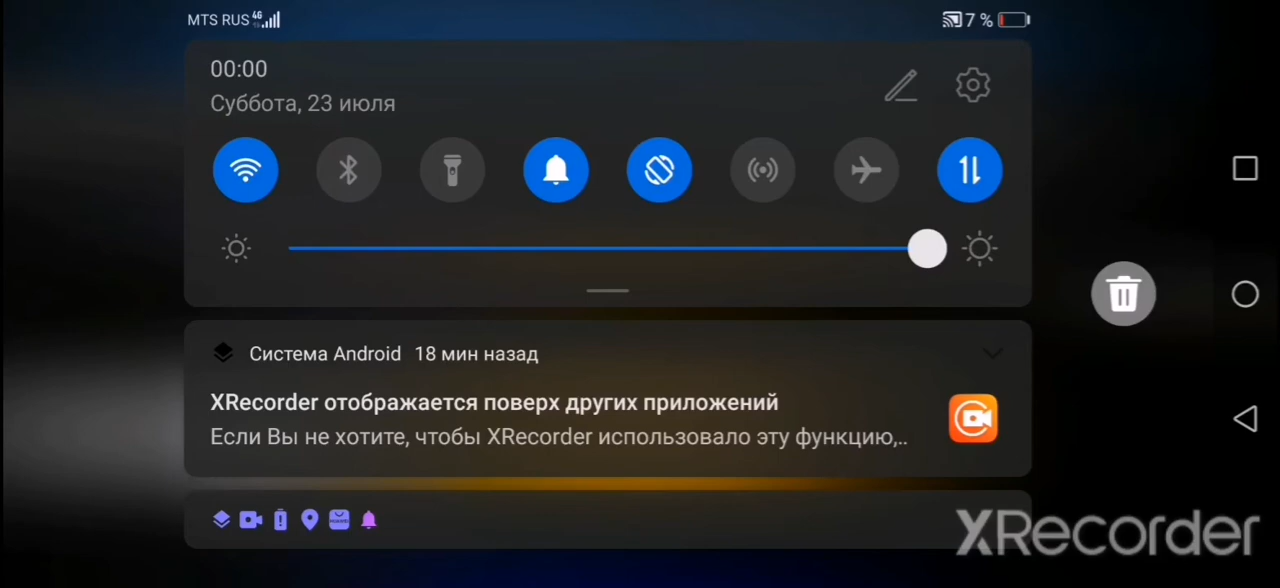 MTS RUS 4G 7 %
00:00
Суббота, 23 июля
Система Android 18 мин назад
XRecorder отображается поверх других приложений
Если Вы не хотите, чтобы XRecorder использовало эту функцию,..
XRecorder